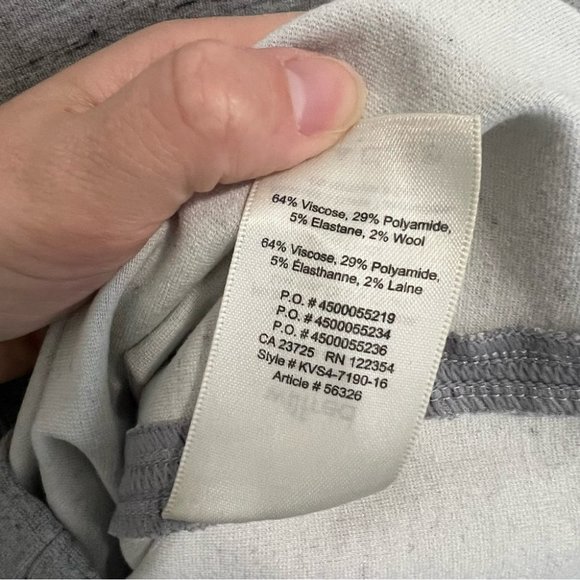 64% Viscose, 29% Polyamide,
5% Elastane, 2% Wool
64% Viscose, 29% Polyamide,
5% Élasthanne, 2% Laine
P.O. # 4500055219
P.O. # 4500055234
P.O. # 4500055236
CA 23725 RN 122354
Style # KVS4-7190-16
Article # 56326